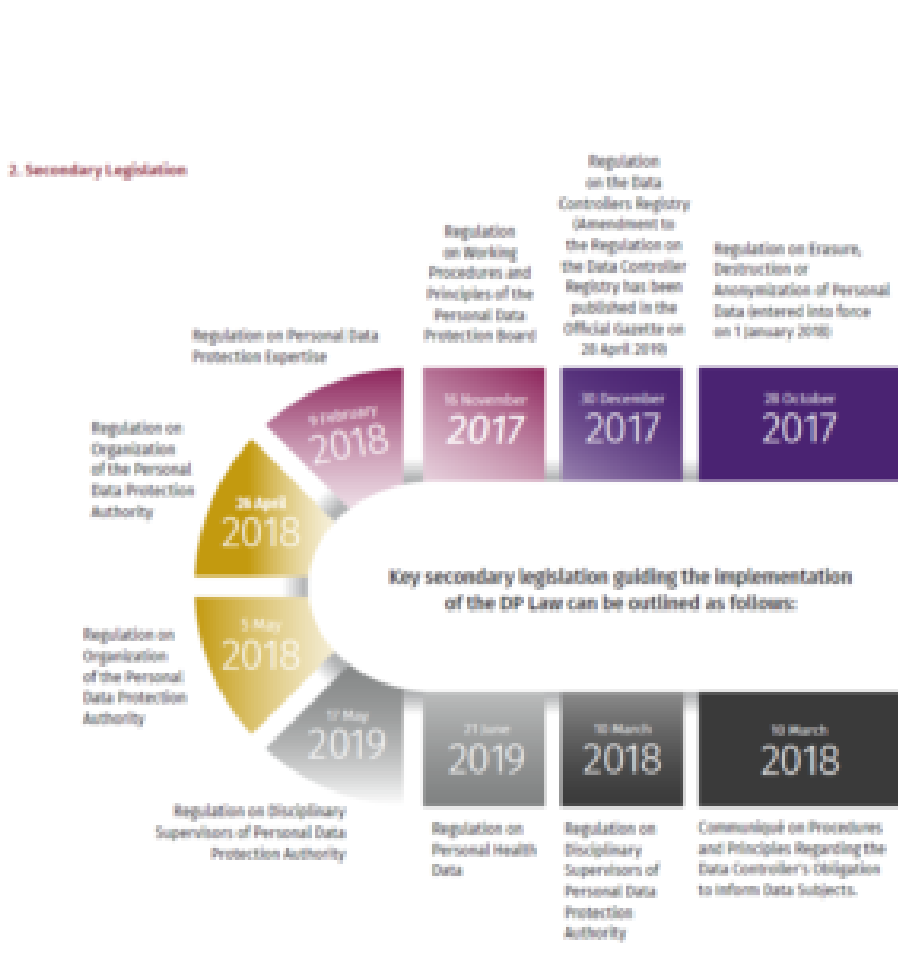 2. Secondary Legislation
Regulation
on the Data
Controllers Registry
(Amendment to
the Regulation on
the Data Controller
Registry has been
published in the
Official Gazette on
28 April 2019)
Regulation on Erasure,
Destruction or
Anonymization of Personal
Data (entered into force
on 1 January 2018)
Regulation
on Working
Procedures and
Principles of the
Personal Data
Protection Board
Regulation on Personal Data
Protection Expertise
9 February
2018
16 November
2017
30 December
2017
28 October
2017
Regulation on
Organization
of the Personal
Data Protection
Authority
26 April
2018
Key secondary legislation guiding the implementation
of the DP Law can be outlined as follows:
5 May
2018
Regulation on
Organization
of the Personal
Data Protection
Authority
17 May
2019
21 June
2019
10 March
2018
10 March
2018
Regulation on Disciplinary
Supervisors of Personal Data
Protection Authority
Regulation on
Personal Health
Data
Regulation on
Disciplinary
Supervisors of
Personal Data
Protection
Authority
Communiqué on Procedures
and Principles Regarding the
Data Controller's Obligation
to Inform Data Subjects.